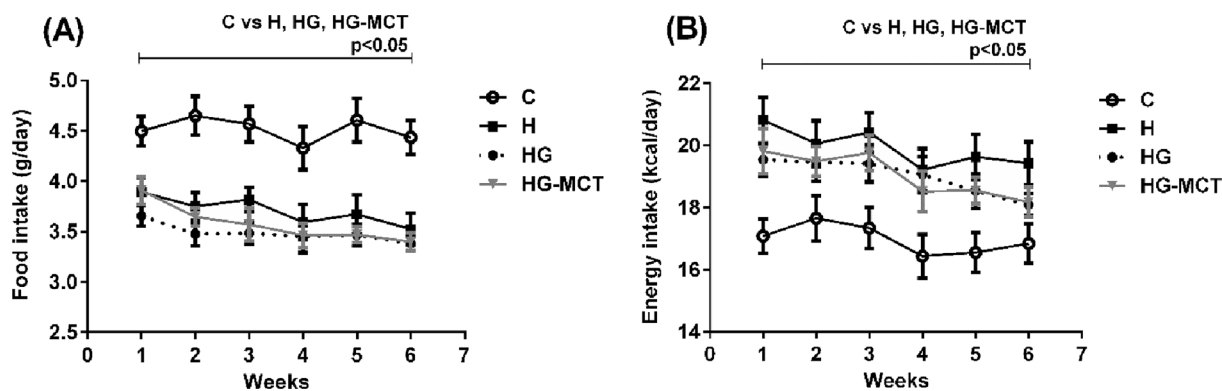 (A)
C vs H, HG, HG-MCT
p<0.05
Food intake (g/day)
5.0
4.5
4.0
3.5
3.0
2.5
0 1 2 3 4 5 6 7
Weeks
C
H
HG
HG-MCT
(B)
C vs H, HG, HG-MCT
p<0.05
Energy intake (kcal/day)
22
20
18
16
14
0 1 2 3 4 5 6 7
Weeks
C
H
HG
HG-MCT